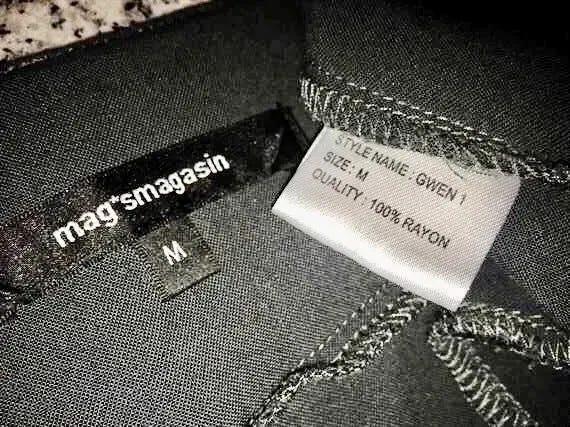 mag*smagasin
M
STYLE NAME : GWEN 1
SIZE : M
QUALITY : 100% RAYON